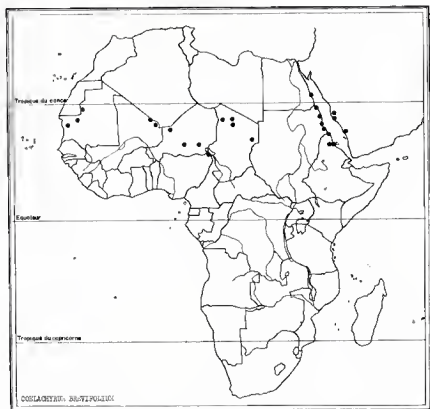 Tropique du cancer
Equateur
Tropique du capricorne
COELACHYRUM BREVIFOLIUM